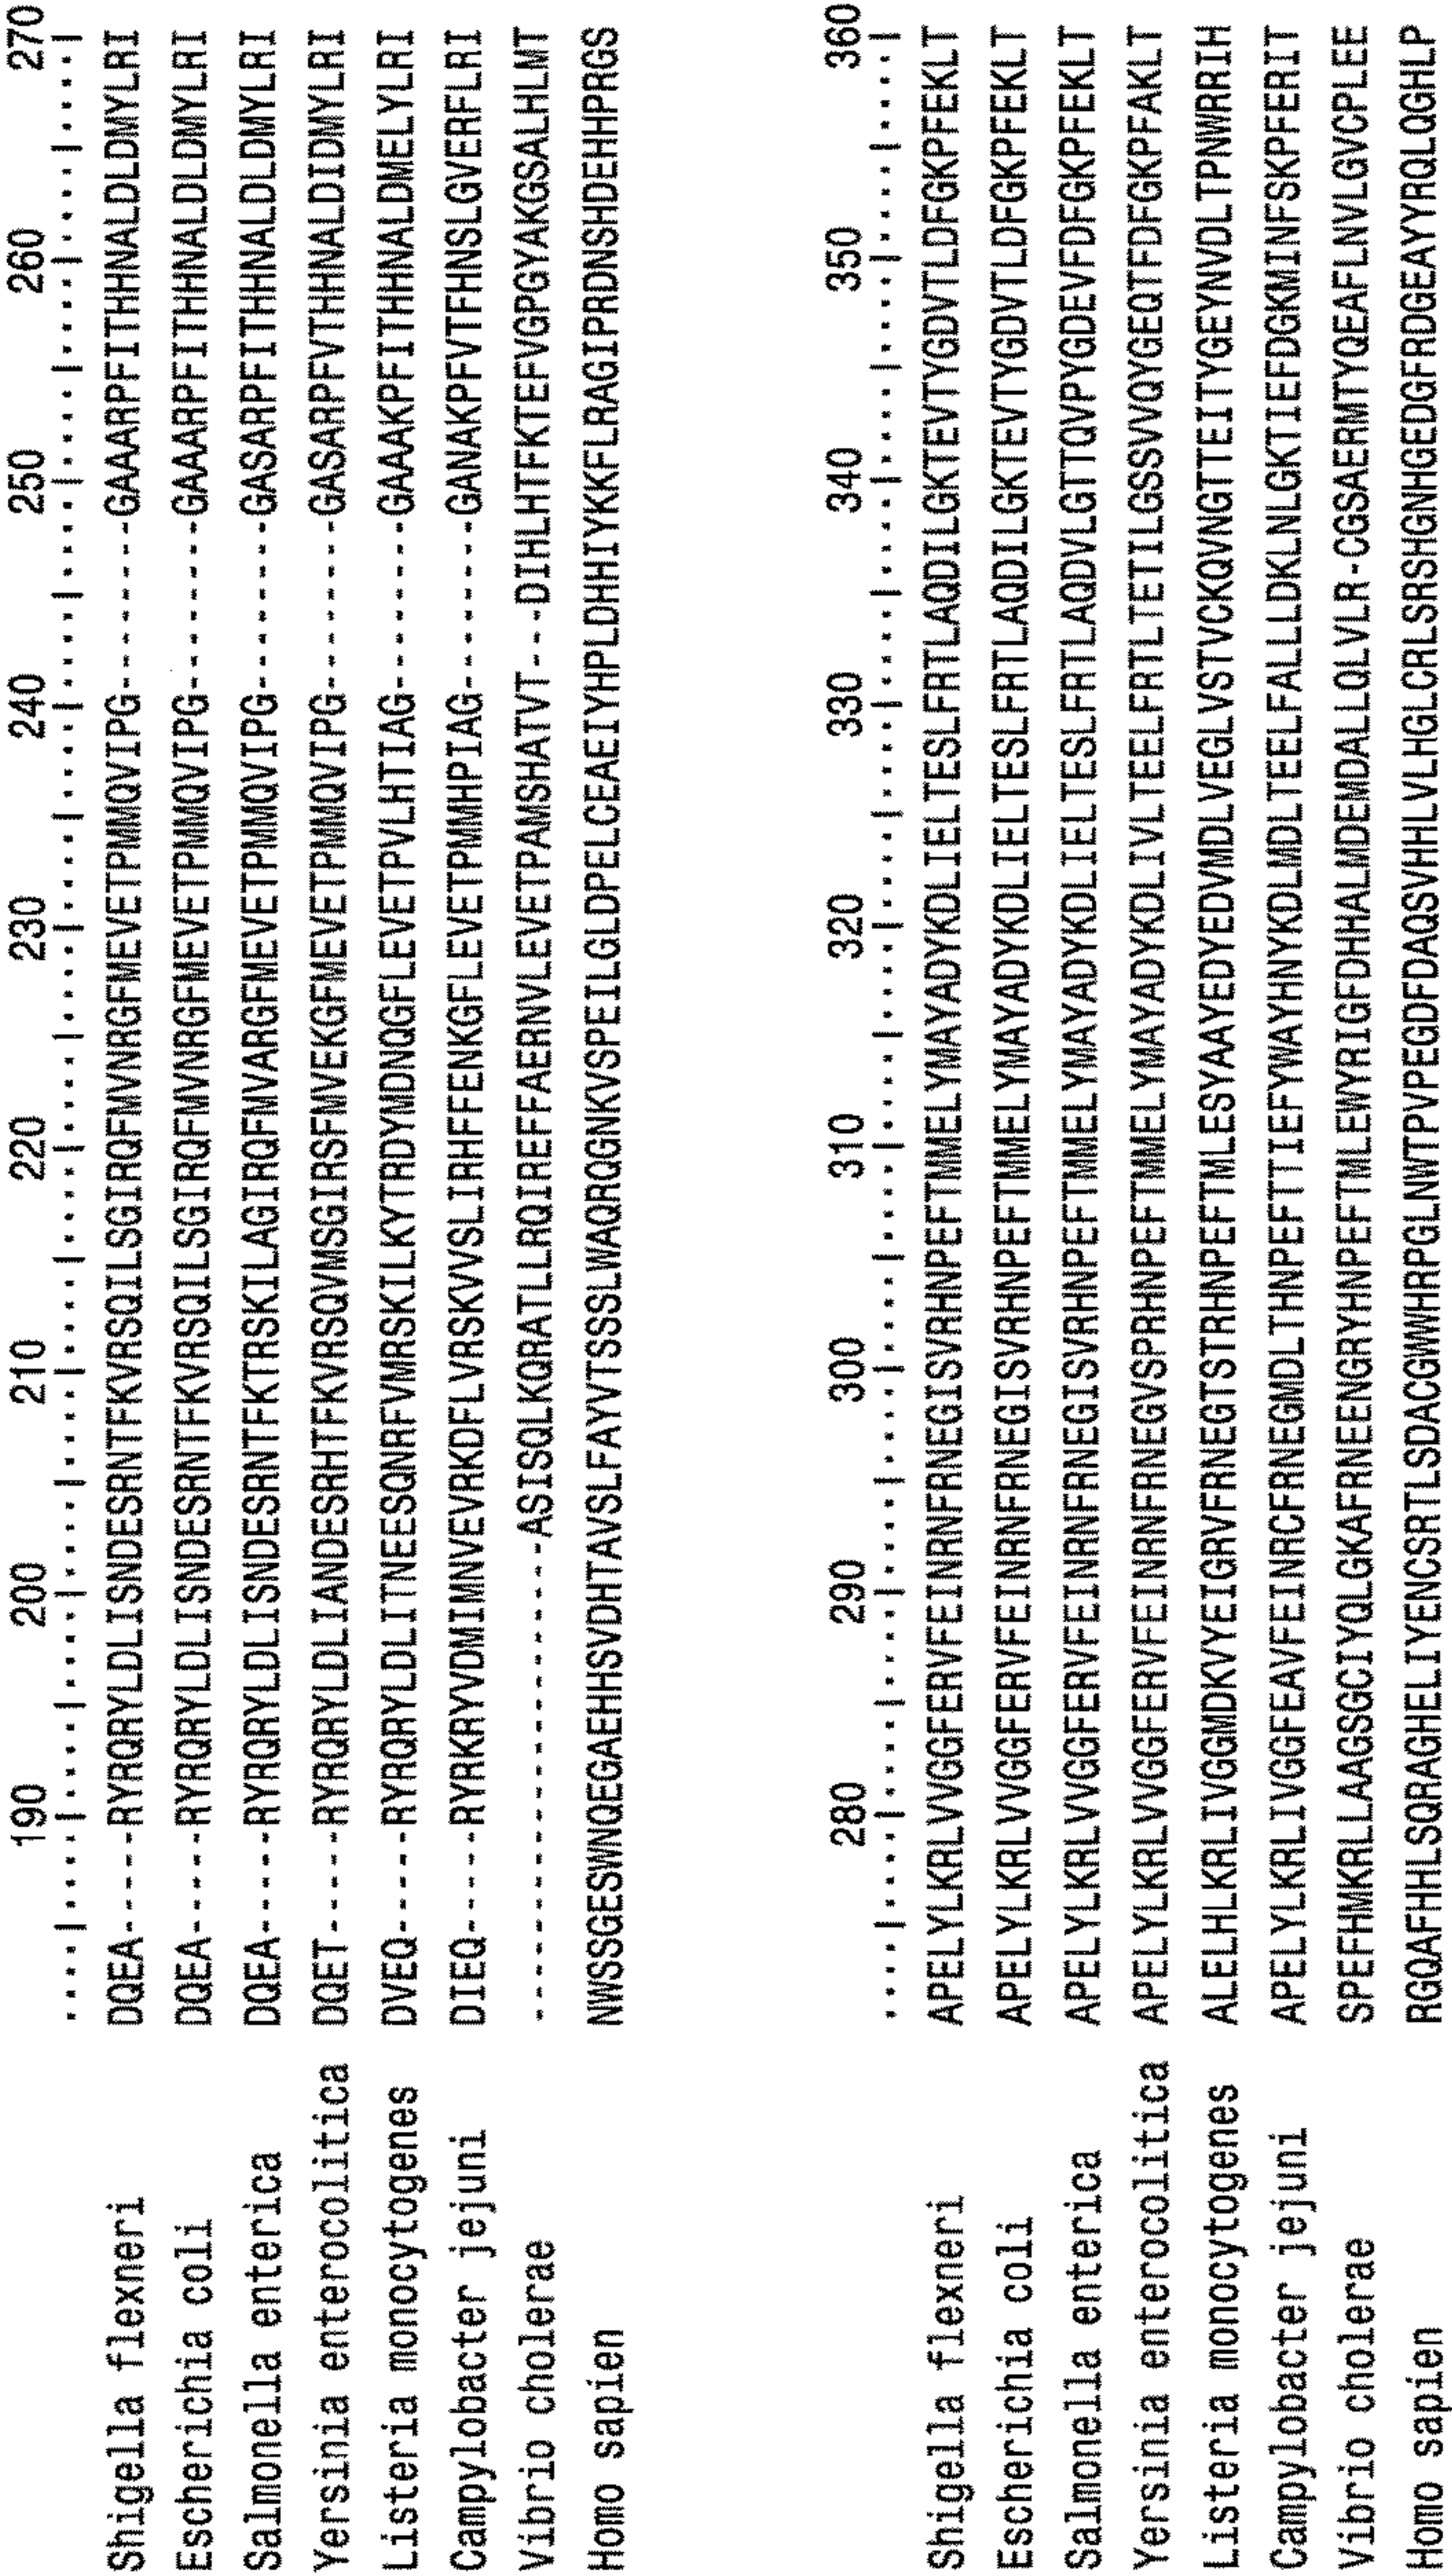 190 200 210 220 230 240 250 260 270
....|....|....|....|....|....|....|....|....|....|....|....|....|....|....|....|....|....|
Shigella flexneri DQEA-----RYRQRYLDLISNDESRNTFKVRSQILSGIRQFMVNRGFMEVETPMMQVIPG--------GAAARPFITHHNALDLDMYLRI
Escherichia coli DQEA-----RYRQRYLDLISNDESRNTFKVRSQILSGIRQFMVNRGFMEVETPMMQVIPG--------GAAARPFITHHNALDLDMYLRI
Salmonella enterica DQEA-----RYRQRYLDLISNDESRNTFKTRSKILAGIRQFMVARGFMEVETPMMQVIPG--------GASARPFITHHNALDLDMYLRI
Yersinia enterocolitica DQET-----RYRQRYLDLIANDESRHTFKVRSQVMSGIRSFMVEKGFMEVETPMMQVIPG--------GASARPFVTHHNALDIDMYLRI
Listeria monocytogenes DVEQ-----RYRQRYLDLITNEESQNRFVMRSKILKYTRDYMDNQGFLEVETPVLHTIAG--------GAAAKPFITHHNALDMELYLRI
Campylobacter jejuni DIEQ-----RYRKRYVDMIMNVEVRKDFLVRSKVVSLIRHFFENKGFLEVETPMMHPIAG--------GANAKPFVTFHNSLGVERFLRI
Vibrio cholerae ----------------------ASISQLKQRATLLRQIREFFAERNVLEVETPAMSHATVT---DIHLHTFKTEFVGPGYAKGSALHLMT
Homo sapien NWSSGESWNQEGAEHHSVDHTAVSLFAYVTSSSLWAQRQGNKVSPEILGLDPELCEAEIYHPLDHHIYKKFLRAGIPRDNSHDEHHPRGS
280 290 300 310 320 330 340 350 360
....|....|....|....|....|....|....|....|....|....|....|....|....|....|....|....|....|....|
Shigella flexneri APELYLKRLVVGGFERVFEINRNFRNEGISVRHNPEFTMMELYMAYADYKDLIELTESLFRTLAQDILGKTEVTYGDVTLDFGKPFEKLT
Escherichia coli APELYLKRLVVGGFERVFEINRNFRNEGISVRHNPEFTMMELYMAYADYKDLIELTESLFRTLAQDILGKTEVTYGDVTLDFGKPFEKLT
Salmonella enterica APELYLKRLVVGGFERVFEINRNFRNEGISVRHNPEFTMMELYMAYADYKDLIELTESLFRTLAQDVLGTTQVPYGDEVFDFGKPFEKLT
Yersinia enterocolitica APELYLKRLVVGGFERVFEINRNFRNEGVSPRHNPEFTMMELYMAYADYKDLIVLTEELFRTLTETILGSSVVQYGEQTFDFGKPFAKLT
Listeria monocytogenes ALELHLKRLIVGGMDKVYEIGRVFRNEGTSTRHNPEFTMLESYAAYEDYEDVMDLVEGLVSTVCKQVNGTTEITYGEYNVDLTPNWRRIH
Campylobacter jejuni APELYLKRLIVGGFEAVFEINRCFRNEGMDLTHNPEFTTIEFYWAYHNYKDLMDLTEELFALLLDKLNLGKTIEFDGKMINFSKPFERIT
Vibrio cholerae SPEFHMKRLLAAGSGCIYQLGKAFRNEENGRYHNPEFTMLEWYRIGFDHHALMDEMDALLQLVLR-CGSAERMTYQEAFLNVLGVCPLEE
Homo sapien RGQAFHHLSQRAGHELIYENCSRTLSDACGWWHRPGLNWTPVPEGDFDAQSVHHLVLHGLCRLSRSHGNHGEDGFRDGEAYYRQLQGHLP